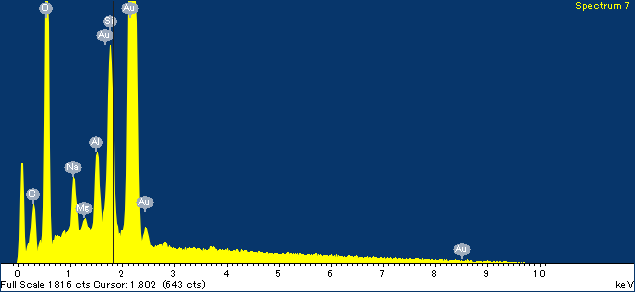 Spectrum 7
O Au
Si
Au
Al
Na
C
Mg Au
Au
0 1 2 3 4 5 6 7 8 9 10
Full Scale 1816 cts Cursor: 1.802 (643 cts) keV